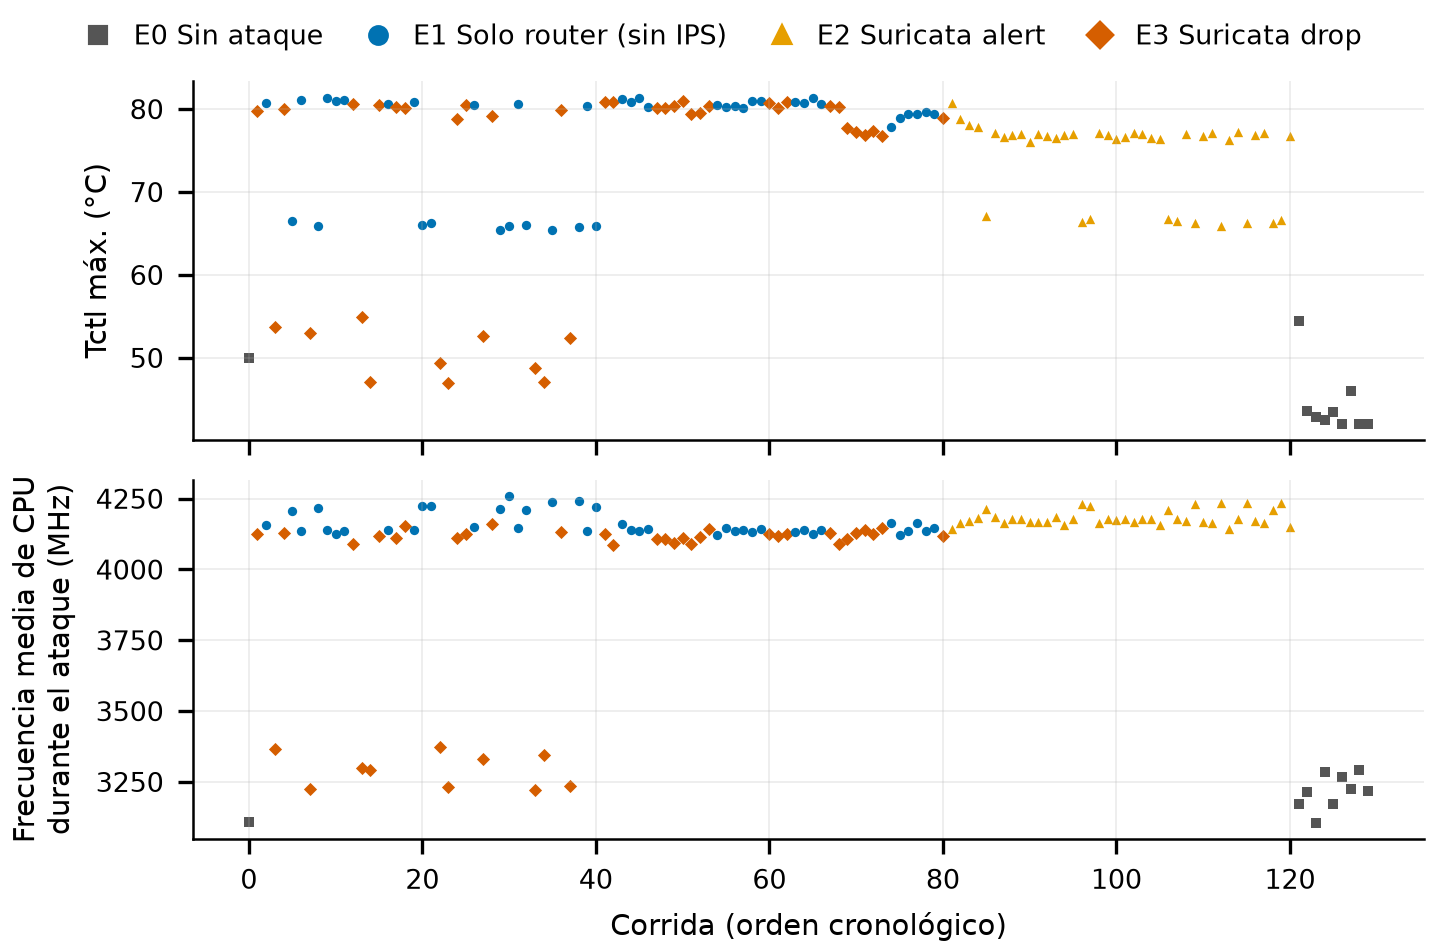 E0 Sin ataque E1 Solo router (sin IPS) E2 Suricata alert E3 Suricata drop
Tctl máx. (°C)
80
70
60
50
Frecuencia media de CPU
durante el ataque (MHz)
4250
4000
3750
3500
3250
0 20 40 60 80 100 120
Corrida (orden cronológico)